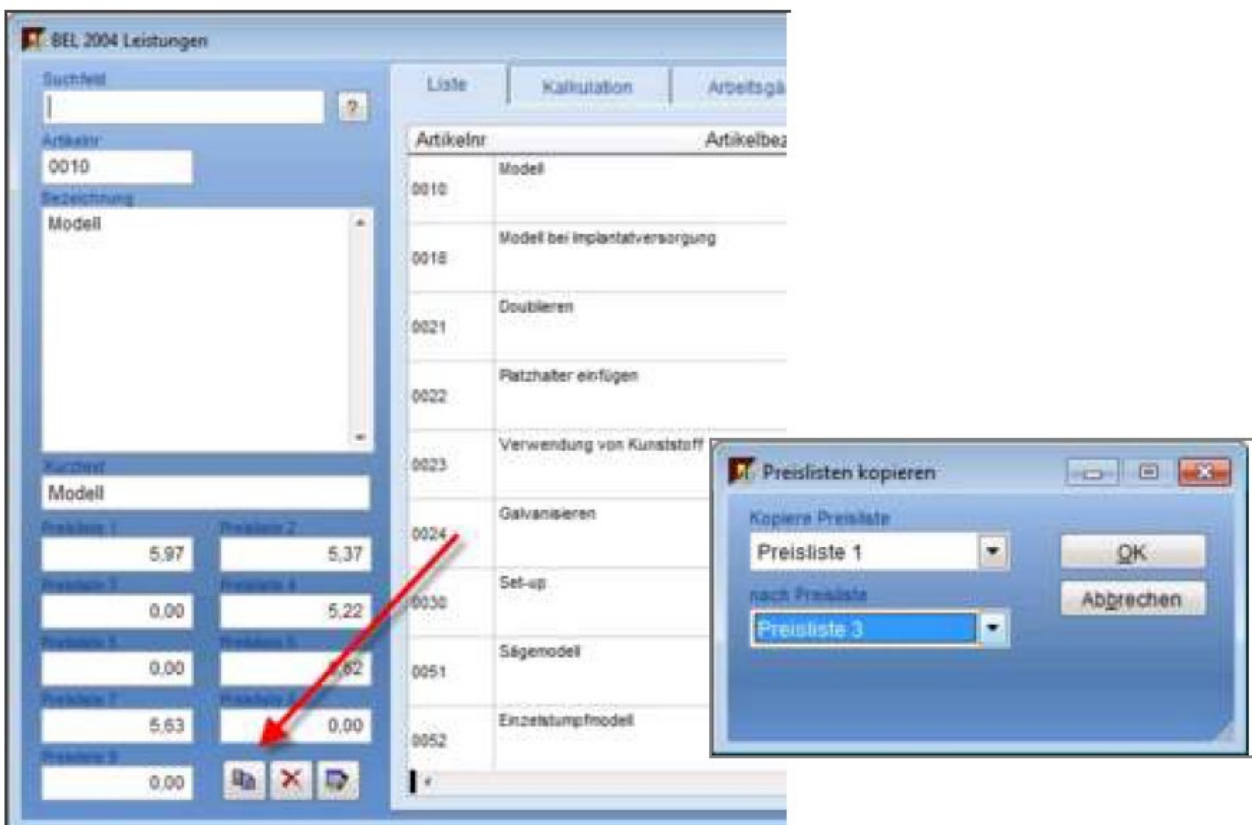 BEL 2004 Leistungen
Suchfeld
?
Artikelnr
0010
Bezeichnung
Modell
Kurztext
Modell
Preisliste 1 Preisliste 2
5,97 5,37
Preisliste 3 Preisliste 4
0,00 5,22
Preisliste 5 Preisliste 6
0,00
Preisliste 7
5,63 0,00
Preisliste 9
0,00
Liste Kalkulation Arbeitsgä
Artikelnr Artikelbez
0010 Modell
0018 Modell bei Implantatversorgung
0021 Doublieren
0022 Platzhalter einfügen
0023 Verwendung von Kunststoff
0024 Galvanisieren
0030 Set-up
0051 Sägemodell
0052 Einzelstumpfmodell
Preislisten kopieren
Kopiere Preisliste
Preisliste 1
OK
nach Preisliste
Preisliste 3
Abbrechen